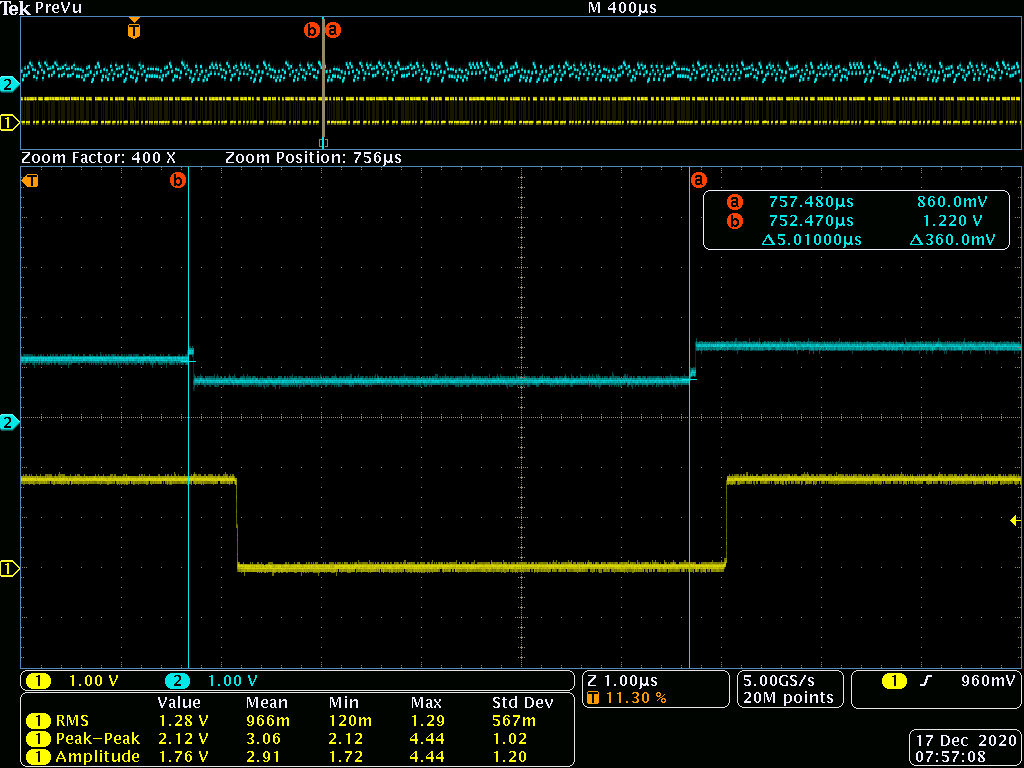 Tek PreVu M 400µs
T
b a
2
1
Zoom Factor: 400 X Zoom Position: 756µs
T b a
a 757.480µs 860.0mV
b 752.470µs 1.220 V
Δ5.01000µs Δ360.0mV
2
1
1 1.00 V 2 1.00 V
Z 1.00µs
T 11.30 %
5.00GS/s
20M points
1 960mV
Value Mean Min Max Std Dev
1 RMS 1.28 V 966m 120m 1.29 567m
1 Peak−Peak 2.12 V 3.06 2.12 4.44 1.02
1 Amplitude 1.76 V 2.91 1.72 4.44 1.20
17 Dec 2020
07:57:08